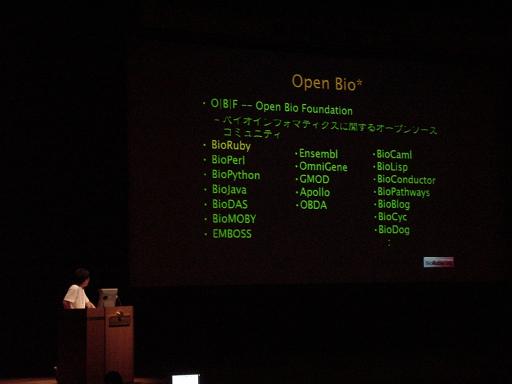 Open Bio*
・O|B|F -- Open Bio Foundation
– バイオインフォマティクスに関するオープンソース
コミュニティ
・BioRuby
・BioPerl
・BioPython
・BioJava
・BioDAS
・BioMOBY
・EMBOSS
・Ensembl
・OmniGene
・GMOD
・Apollo
・OBDA
・BioCaml
・BioLisp
・BioConductor
・BioPathways
・BioBlog
・BioCyc
・BioDog
: